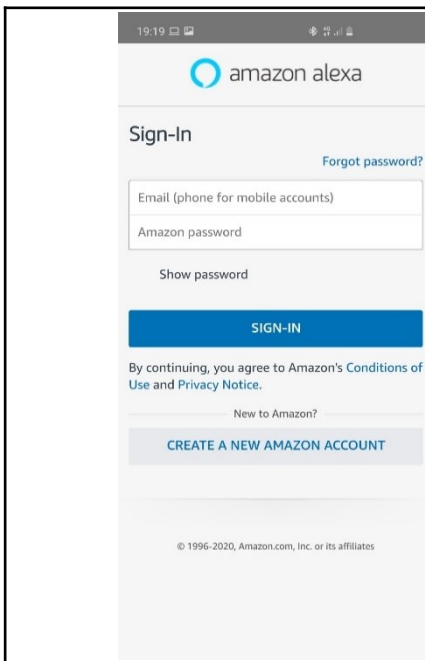 19:19
amazon alexa
Sign-In
Forgot password?
Email (phone for mobile accounts)
Amazon password
Show password
SIGN-IN
By continuing, you agree to Amazon's Conditions of
Use and Privacy Notice.
New to Amazon?
CREATE A NEW AMAZON ACCOUNT
© 1996-2020, Amazon.com, Inc. or its affiliates